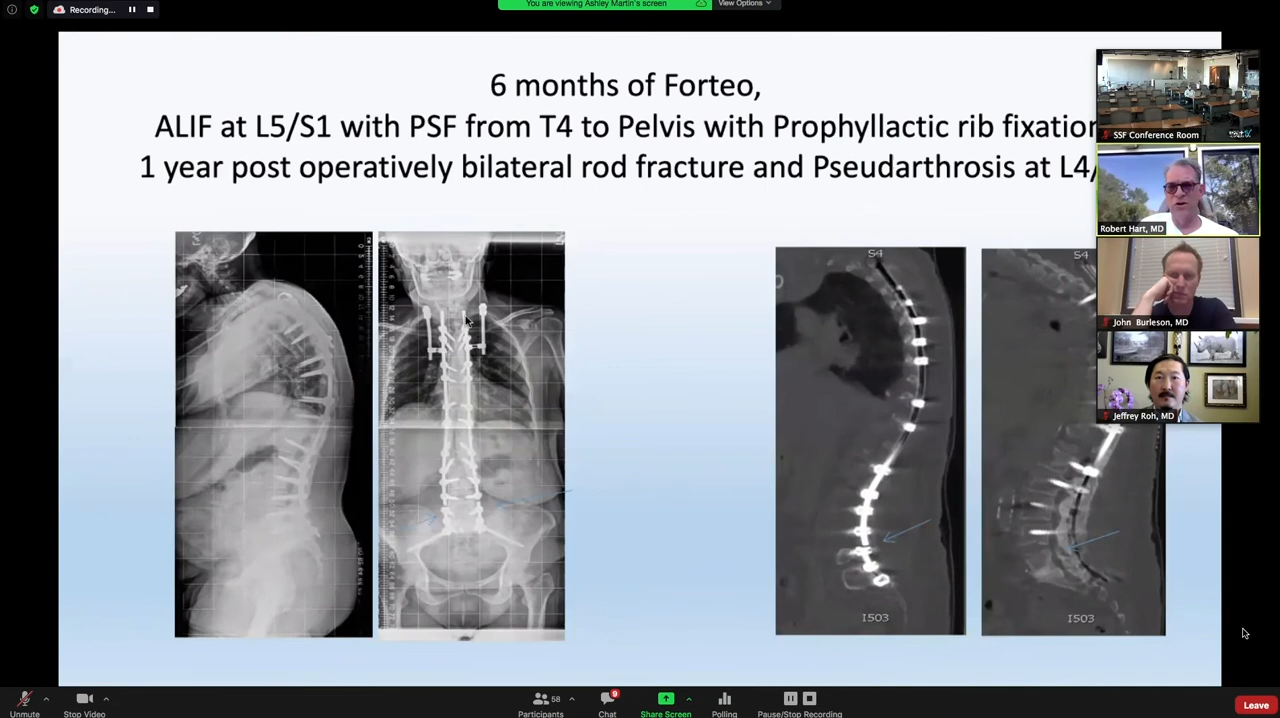 Recording...
You are viewing Ashley Martin's screen
View Options
6 months of Forteo,
ALIF at L5/S1 with PSF from T4 to Pelvis with Prophyllactic rib fixation
1 year post operatively bilateral rod fracture and Pseudarthrosis at L4/
SSF Conference Room
Robert Hart, MD
John Burleson, MD
Jeffrey Roh, MD
S4
S4
I503
I503
Unmute
Stop Video
58
Participants
9
Chat
Share Screen
Polling
Pause/Stop Recording
Leave